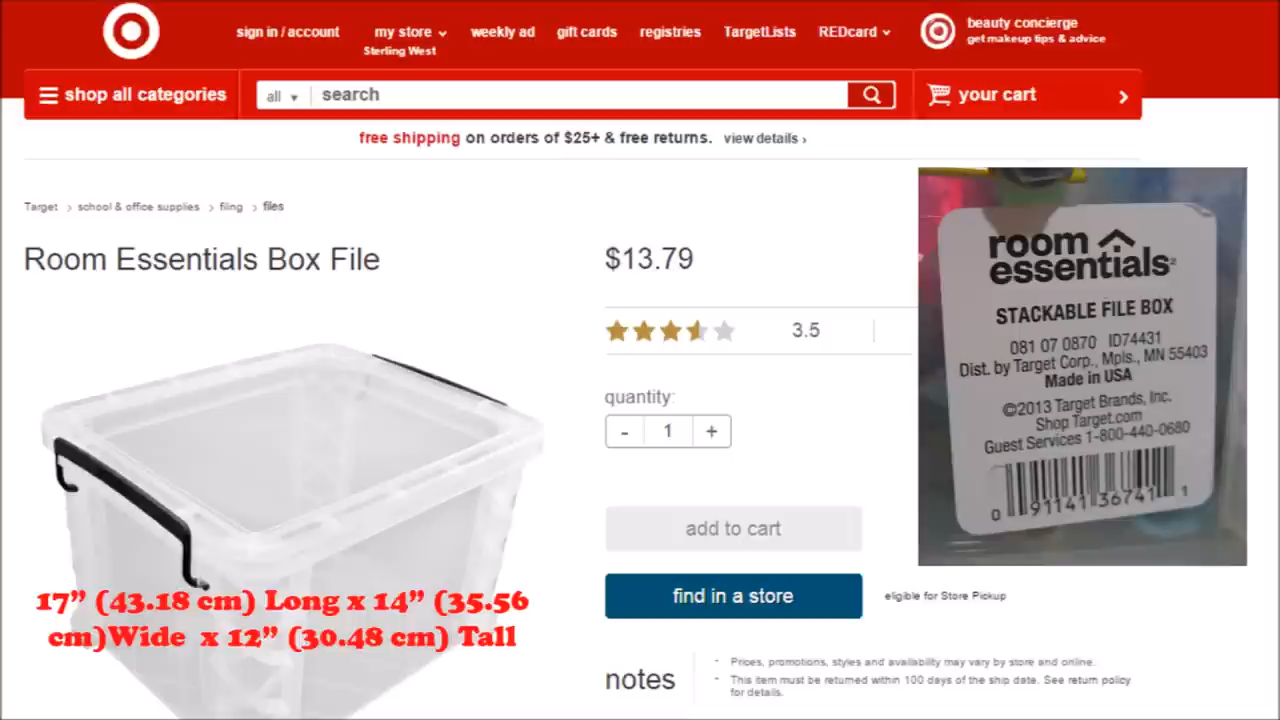 sign in / account
my store
Sterling West
weekly ad
gift cards
registries
TargetLists
REDcard
beauty concierge
get makeup tips & advice
shop all categories
all
search
your cart
free shipping on orders of $25+ & free returns. view details ›
Target > school & office supplies > filing > files
Room Essentials Box File
$13.79
3.5
quantity:
- 1 +
add to cart
find in a store
eligible for Store Pickup
notes
- Prices, promotions, styles and availability may vary by store and online.
- This item must be returned within 100 days of the ship date. See return policy
for details.
17” (43.18 cm) Long x 14” (35.56
cm)Wide x 12” (30.48 cm) Tall
room
essentials
STACKABLE FILE BOX
081 07 0870 ID74431
Dist. by Target Corp., Mpls., MN 55403
Made in USA
©2013 Target Brands, Inc.
Shop Target.com
Guest Services 1-800-440-0680
0 91141 36741 1